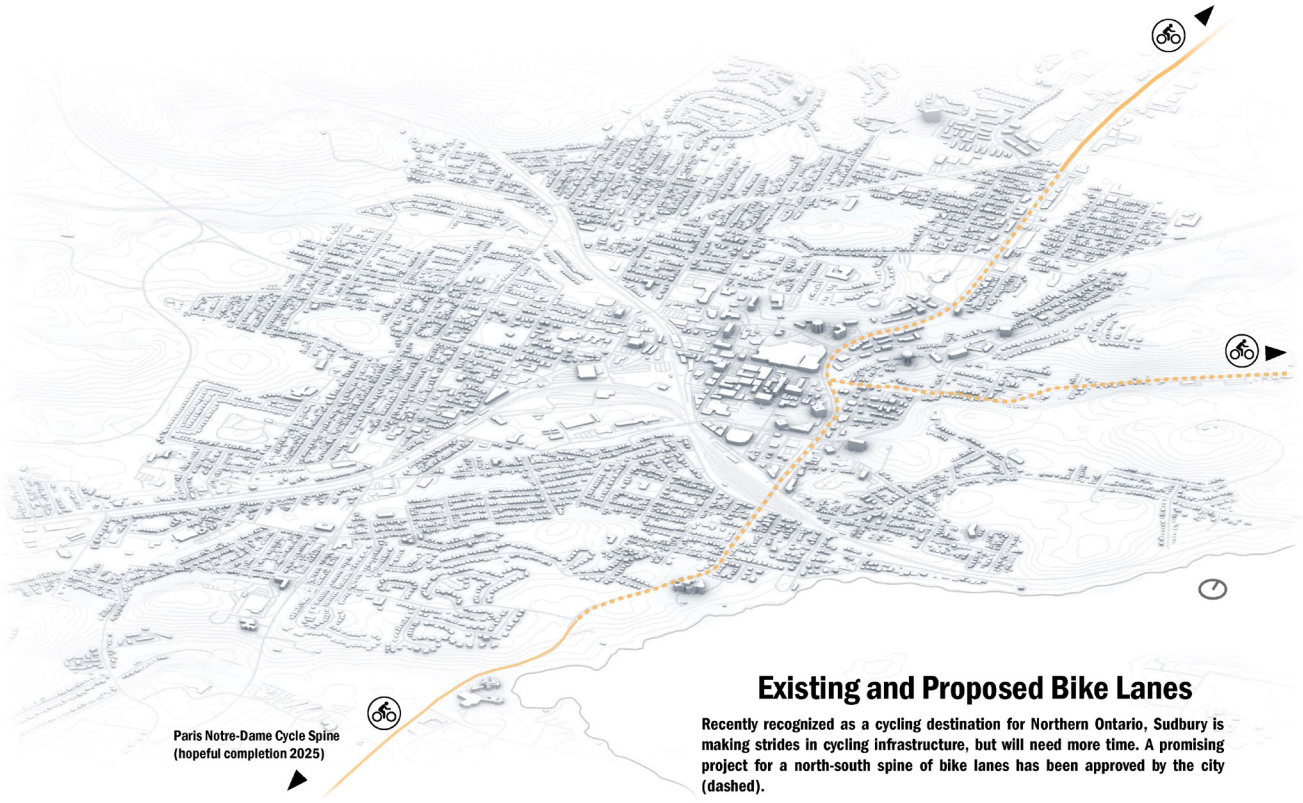 Paris Notre-Dame Cycle Spine
(hopeful completion 2025)
Existing and Proposed Bike Lanes
Recently recognized as a cycling destination for Northern Ontario, Sudbury is
making strides in cycling infrastructure, but will need more time. A promising
project for a north-south spine of bike lanes has been approved by the city
(dashed).